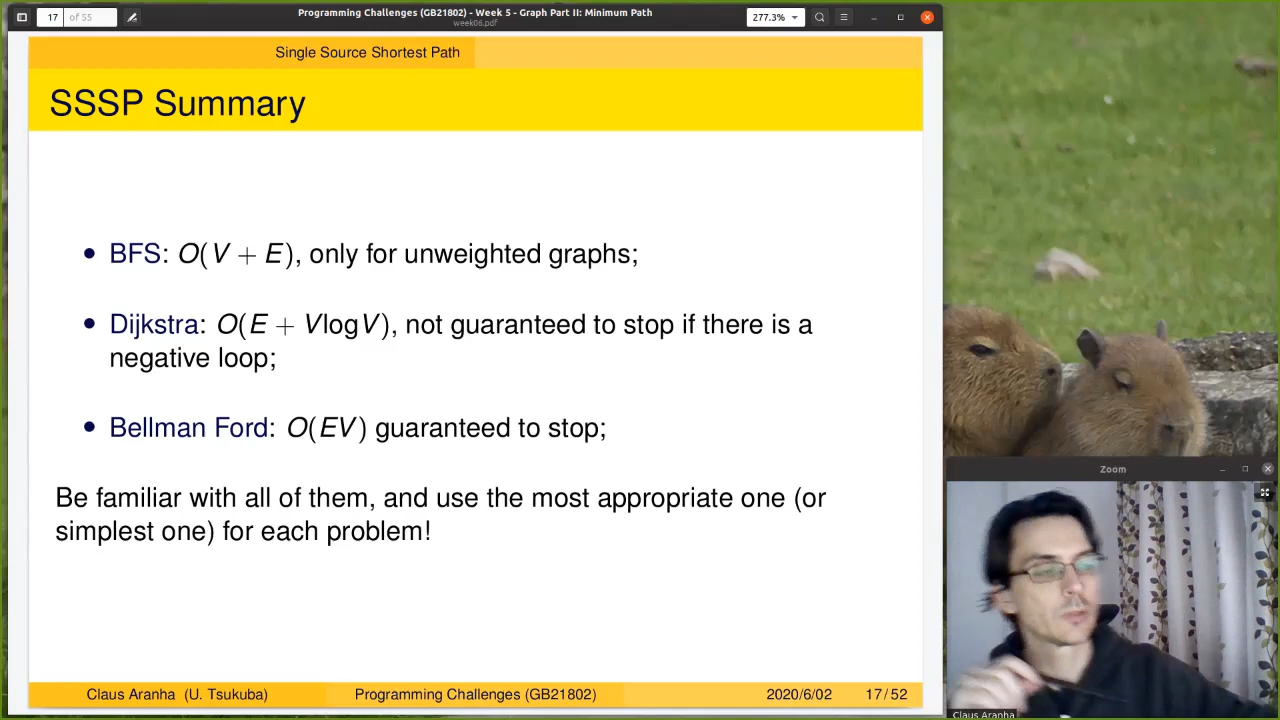 17 of 55
Programming Challenges (GB21802) - Week 5 - Graph Part II: Minimum Path
week06.pdf
277.3%
Single Source Shortest Path
SSSP Summary
• BFS: O(V + E), only for unweighted graphs;
• Dijkstra: O(E + VlogV), not guaranteed to stop if there is a
negative loop;
• Bellman Ford: O(EV) guaranteed to stop;
Be familiar with all of them, and use the most appropriate one (or
simplest one) for each problem!
Claus Aranha (U. Tsukuba) Programming Challenges (GB21802) 2020/6/02 17/52
Zoom
Claus Aranha